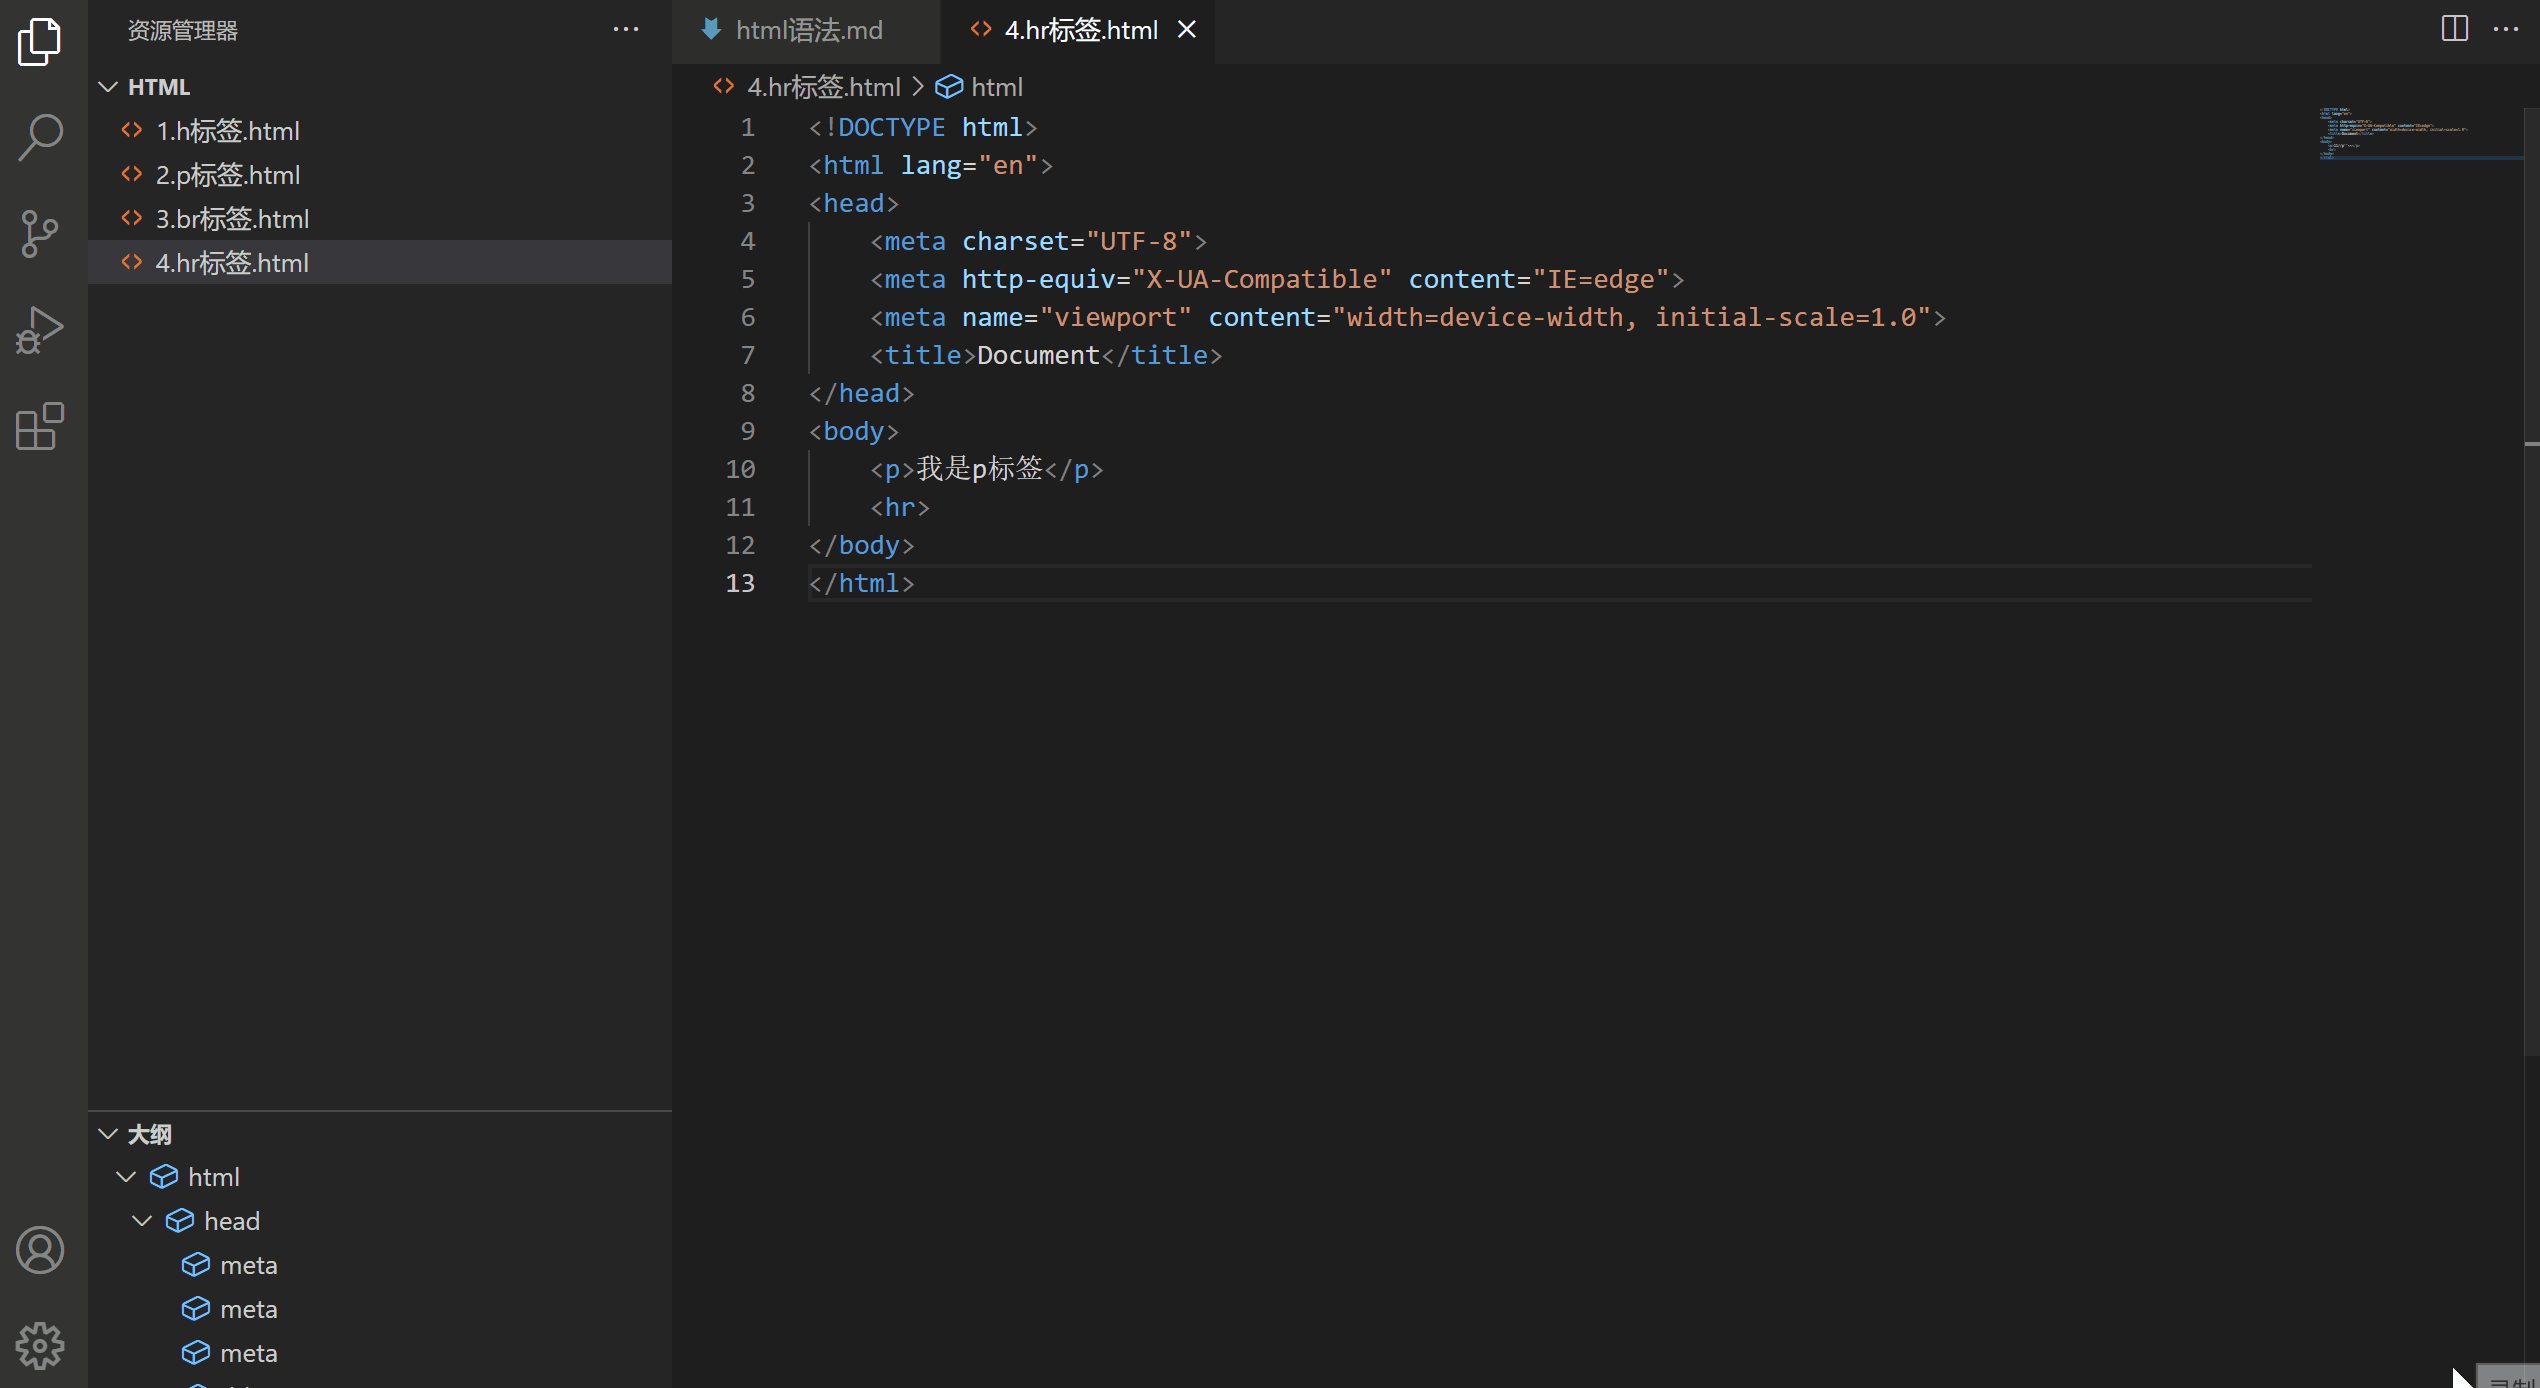 资源管理器
HTML
1.h标签.html
2.p标签.html
3.br标签.html
4.hr标签.html
大纲
html
head
meta
meta
meta
html语法.md
4.hr标签.html
4.hr标签.html > html
1 <!DOCTYPE html>
2 <html lang="en">
3 <head>
4     <meta charset="UTF-8">
5     <meta http-equiv="X-UA-Compatible" content="IE=edge">
6     <meta name="viewport" content="width=device-width, initial-scale=1.0">
7     <title>Document</title>
8 </head>
9 <body>
10     <p>我是p标签</p>
11     <hr>
12 </body>
13 </html>